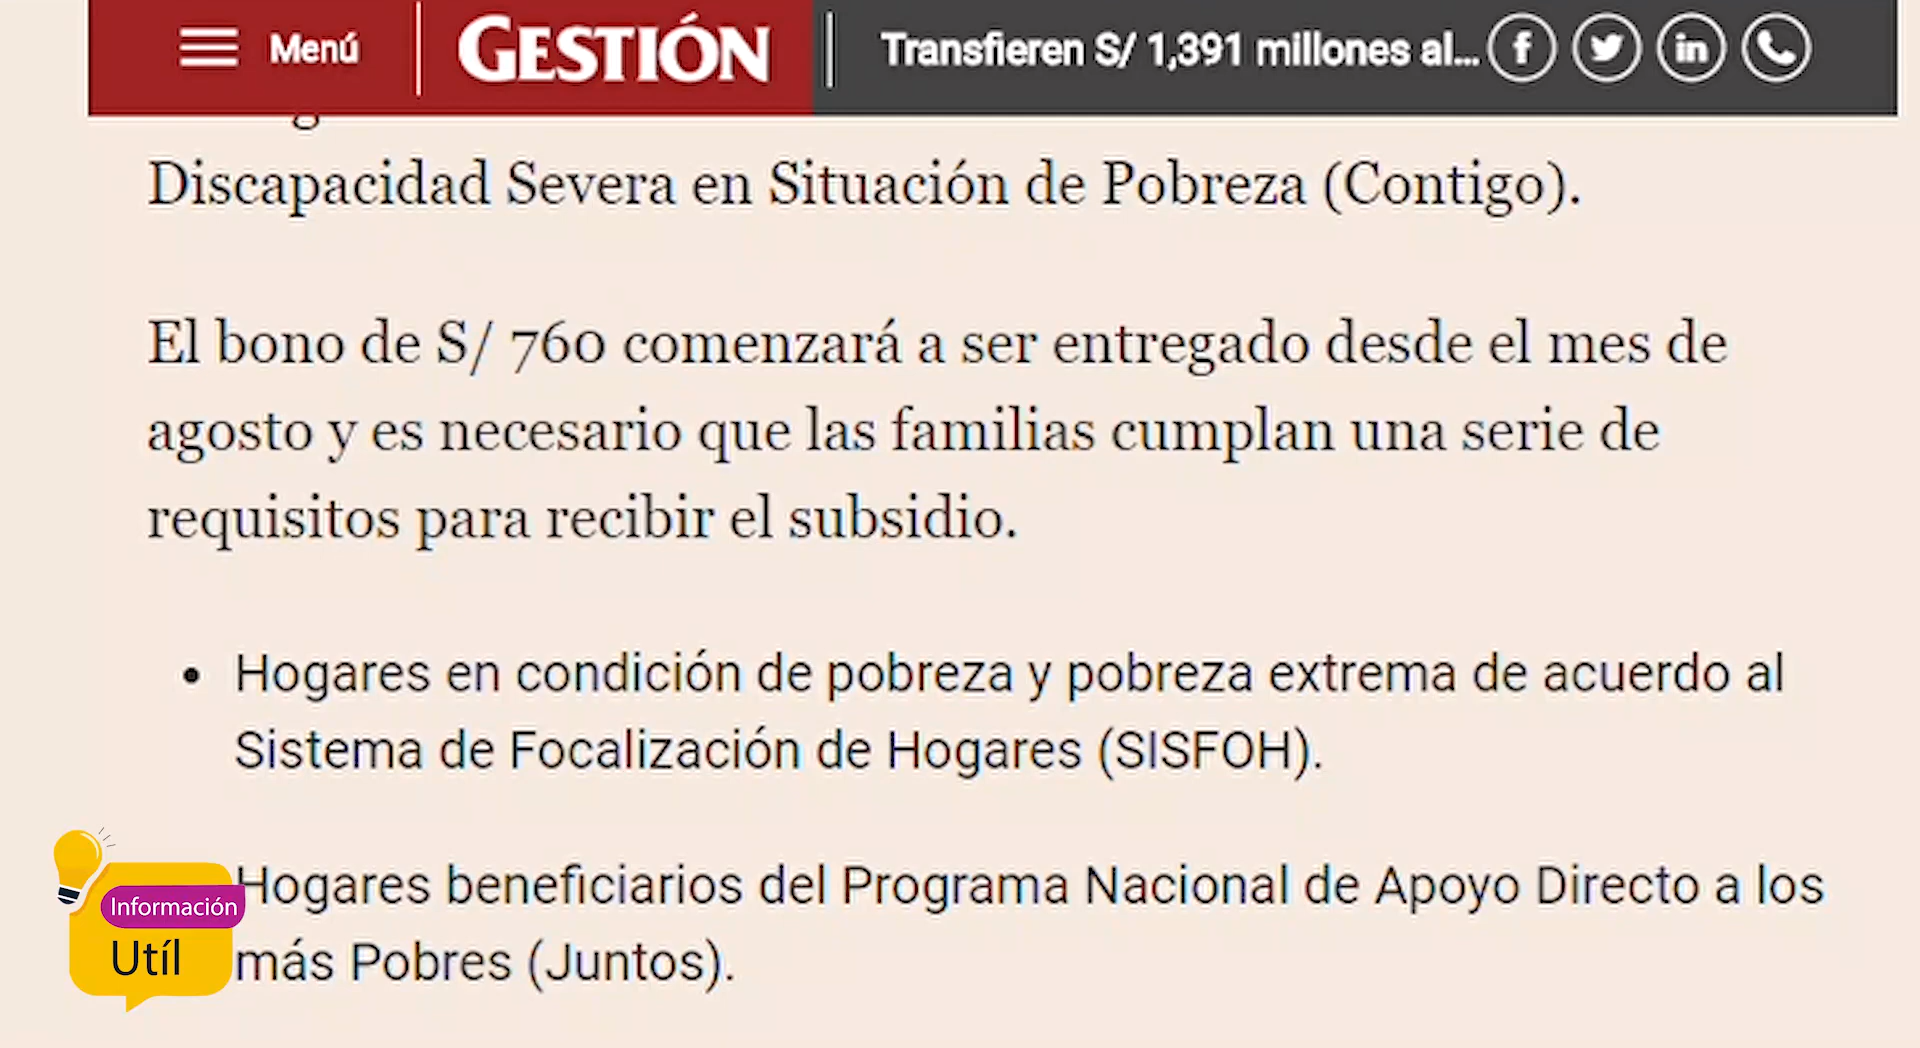 Menú
GESTIÓN
Transfieren S/ 1,391 millones al...
Discapacidad Severa en Situación de Pobreza (Contigo).
El bono de S/ 760 comenzará a ser entregado desde el mes de
agosto y es necesario que las familias cumplan una serie de
requisitos para recibir el subsidio.
• Hogares en condición de pobreza y pobreza extrema de acuerdo al
Sistema de Focalización de Hogares (SISFOH).
Hogares beneficiarios del Programa Nacional de Apoyo Directo a los
más Pobres (Juntos).
Información
Utíl